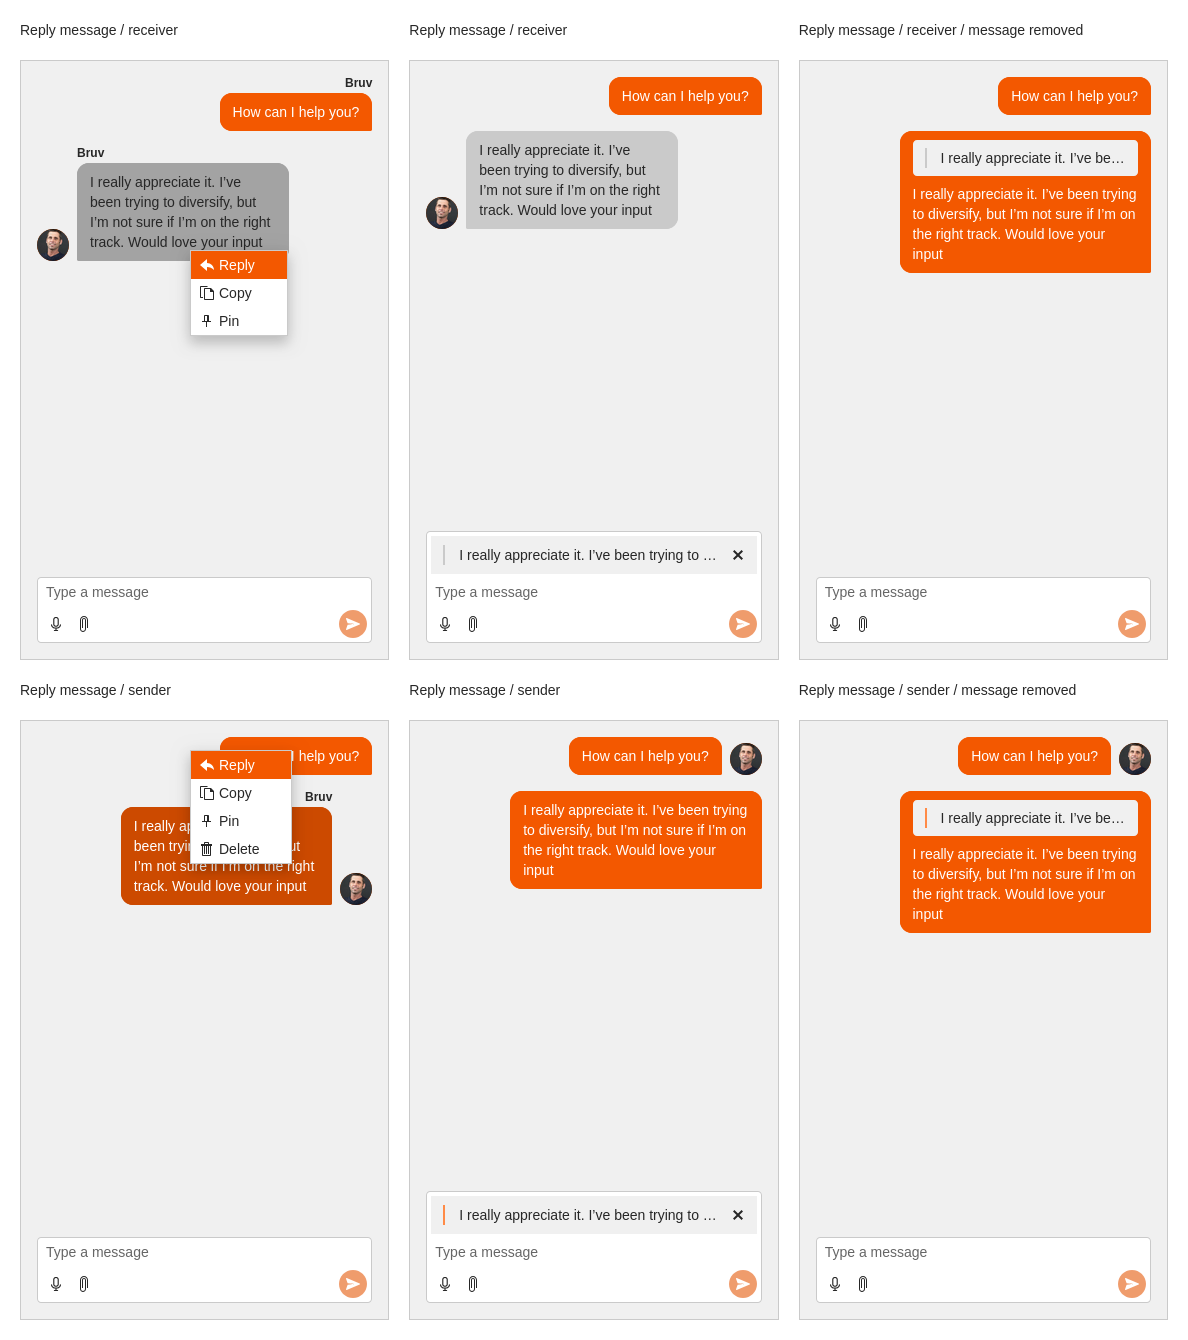 Reply message / receiver
Bruv
How can I help you?
Bruv
I really appreciate it. I’ve
been trying to diversify, but
I’m not sure if I’m on the right
track. Would love your input
Reply
Copy
Pin
Type a message
Reply message / receiver
How can I help you?
I really appreciate it. I’ve
been trying to diversify, but
I’m not sure if I’m on the right
track. Would love your input
I really appreciate it. I’ve been trying to …
Type a message
Reply message / receiver / message removed
How can I help you?
I really appreciate it. I’ve be…
I really appreciate it. I’ve been trying
to diversify, but I’m not sure if I’m on
the right track. Would love your
input
Type a message
Reply message / sender
I help you?
Reply
Copy
Pin
Delete
Bruv
I really
been
I’m not sure if I’m on the right
track. Would love your input
Type a message
Reply message / sender
How can I help you?
I really appreciate it. I’ve been trying
to diversify, but I’m not sure if I’m on
the right track. Would love your
input
I really appreciate it. I’ve been trying to …
Type a message
Reply message / sender / message removed
How can I help you?
I really appreciate it. I’ve be…
I really appreciate it. I’ve been trying
to diversify, but I’m not sure if I’m on
the right track. Would love your
input
Type a message